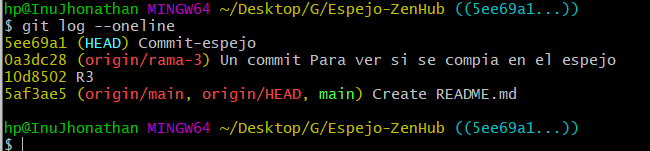 hp@InuJhonathan MINGW64 ~/Desktop/G/Espejo-ZenHub ((5ee69a1...))
$ git log --oneline
5ee69a1 (HEAD) Commit-espejo
0a3dc28 (origin/rama-3) Un commit Para ver si se compia en el espejo
10d8502 R3
5af3ae5 (origin/main, origin/HEAD, main) Create README.md
hp@InuJhonathan MINGW64 ~/Desktop/G/Espejo-ZenHub ((5ee69a1...))
$